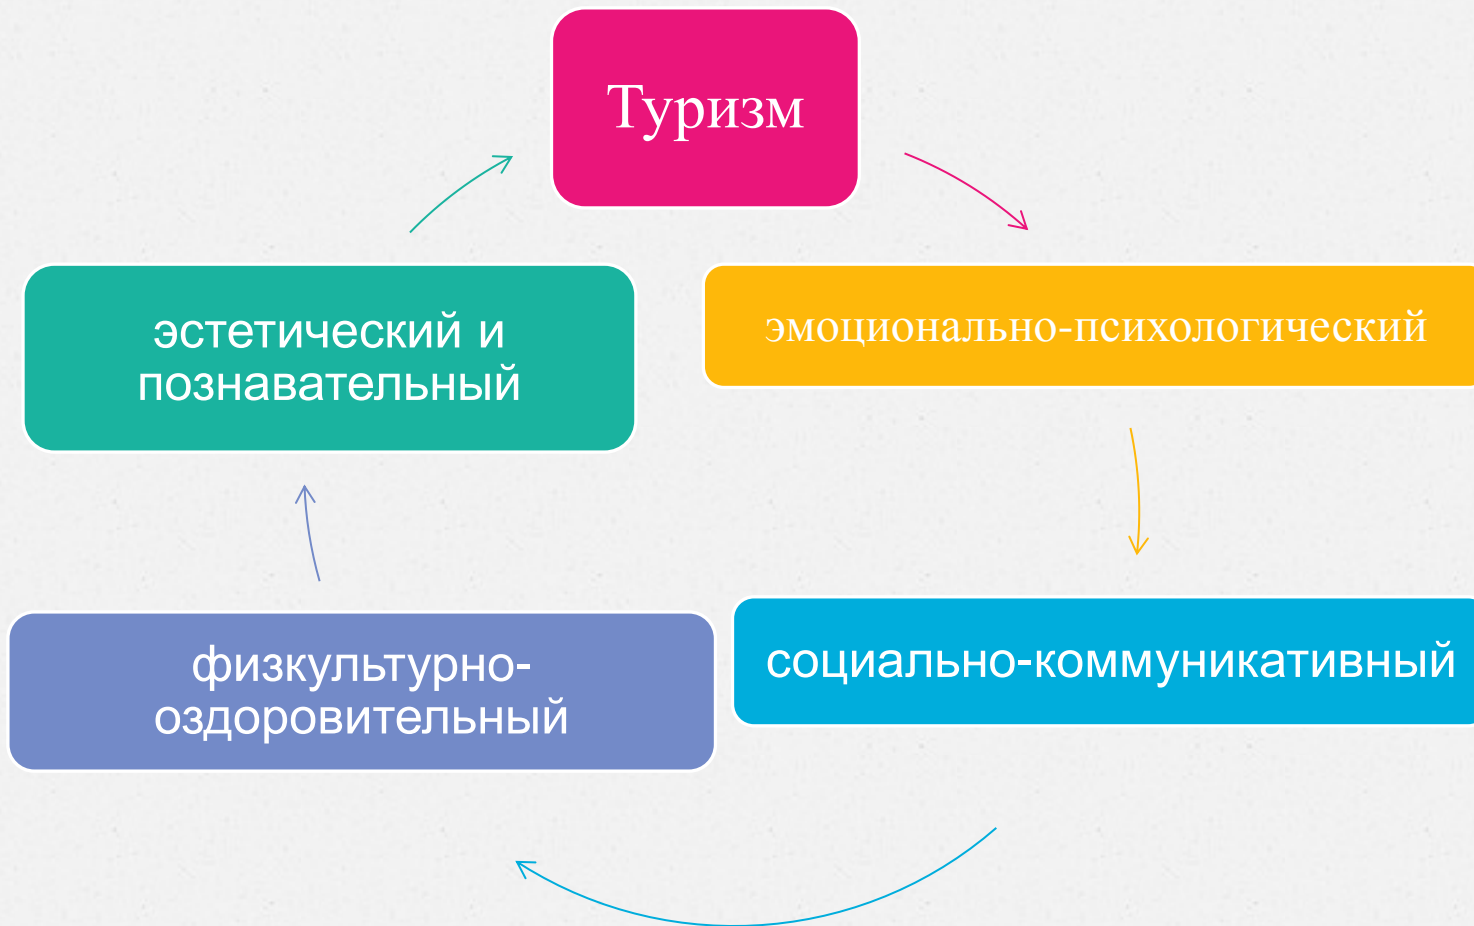 Туризм
эстетический и
познавательный
эмоционально-психологический
физкультурно-
оздоровительный
социально-коммуникативный